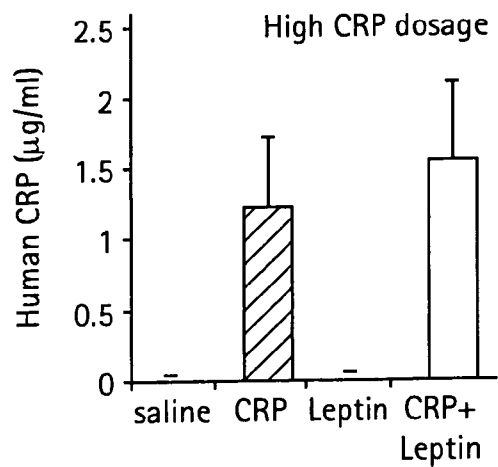 High CRP dosage
Human CRP (µg/ml)
2.5
2
1.5
1
0.5
0
saline CRP Leptin CRP+
Leptin